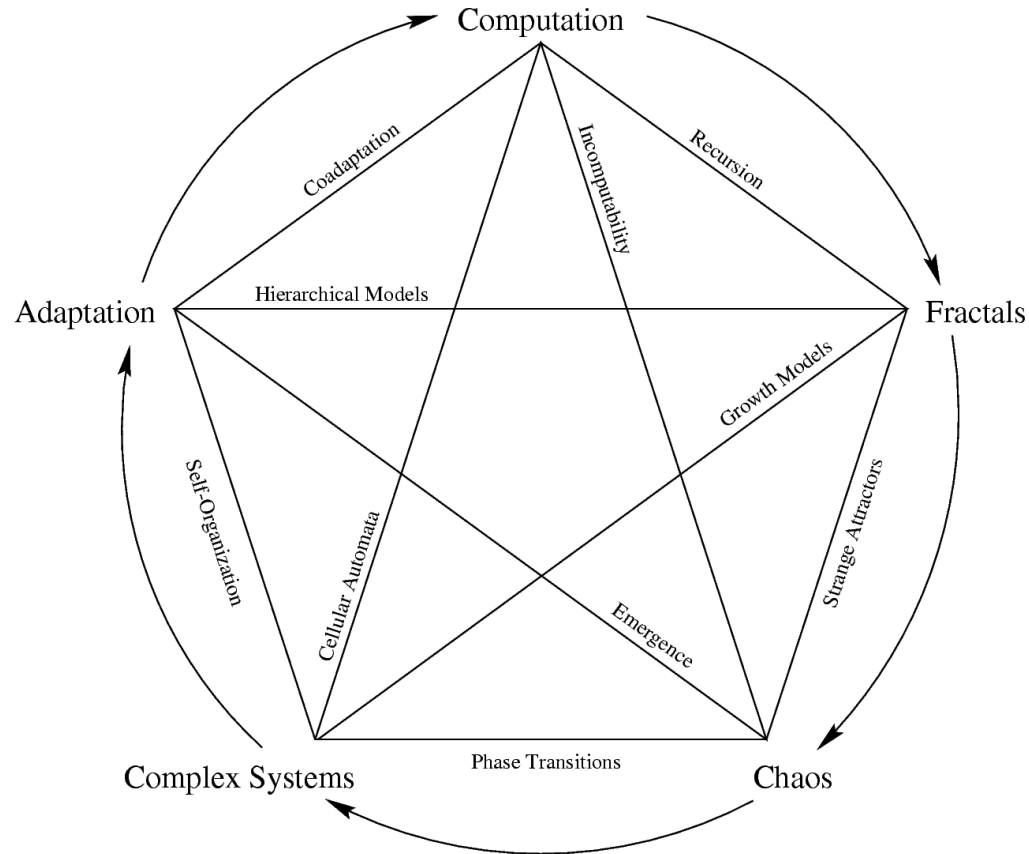 Computation
Coadaptation
Incomputability
Recursion
Adaptation
Hierarchical Models
Fractals
Growth Models
Self-Organization
Cellular Automata
Strange Attractors
Emergence
Phase Transitions
Complex Systems
Chaos